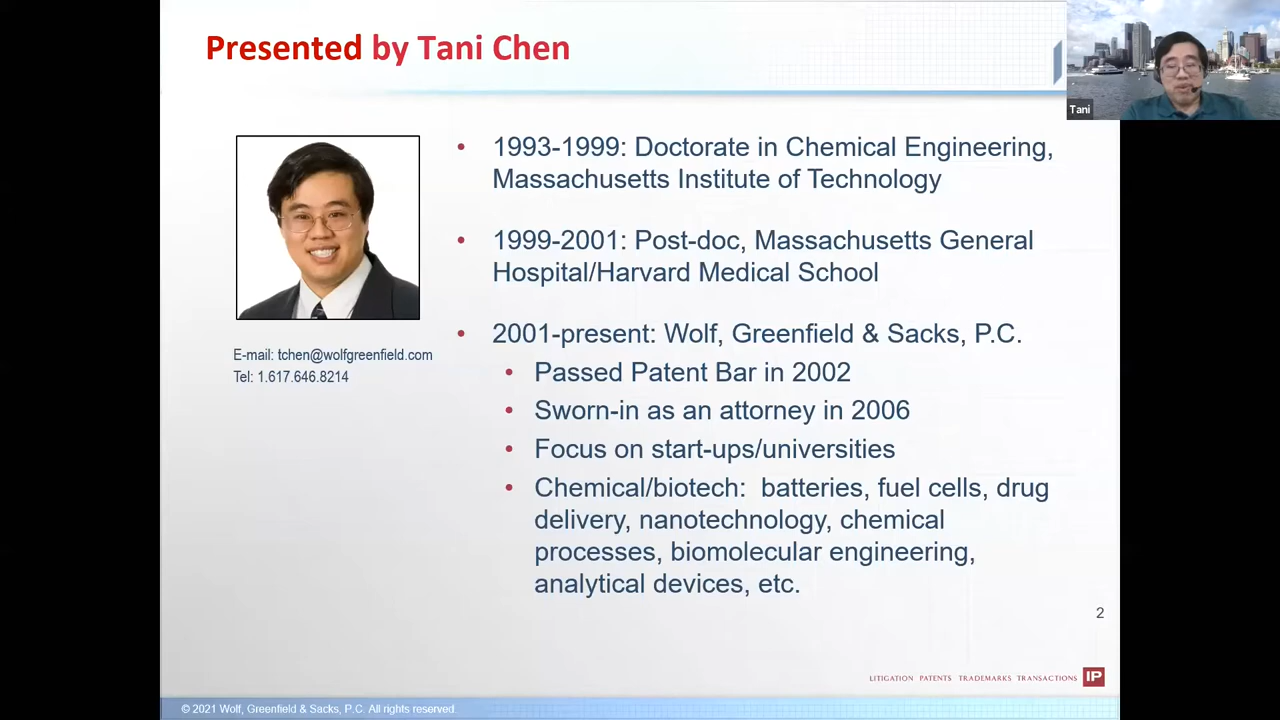 Presented by Tani Chen
Tani
• 1993-1999: Doctorate in Chemical Engineering,
Massachusetts Institute of Technology
• 1999-2001: Post-doc, Massachusetts General
Hospital/Harvard Medical School
• 2001-present: Wolf, Greenfield & Sacks, P.C.
• Passed Patent Bar in 2002
• Sworn-in as an attorney in 2006
• Focus on start-ups/universities
• Chemical/biotech: batteries, fuel cells, drug
delivery, nanotechnology, chemical
processes, biomolecular engineering,
analytical devices, etc.
E-mail: tchen@wolfgreenfield.com
Tel: 1.617.646.8214
2
LITIGATION PATENTS TRADEMARKS TRANSACTIONS IP
© 2021 Wolf, Greenfield & Sacks, P.C. All rights reserved.